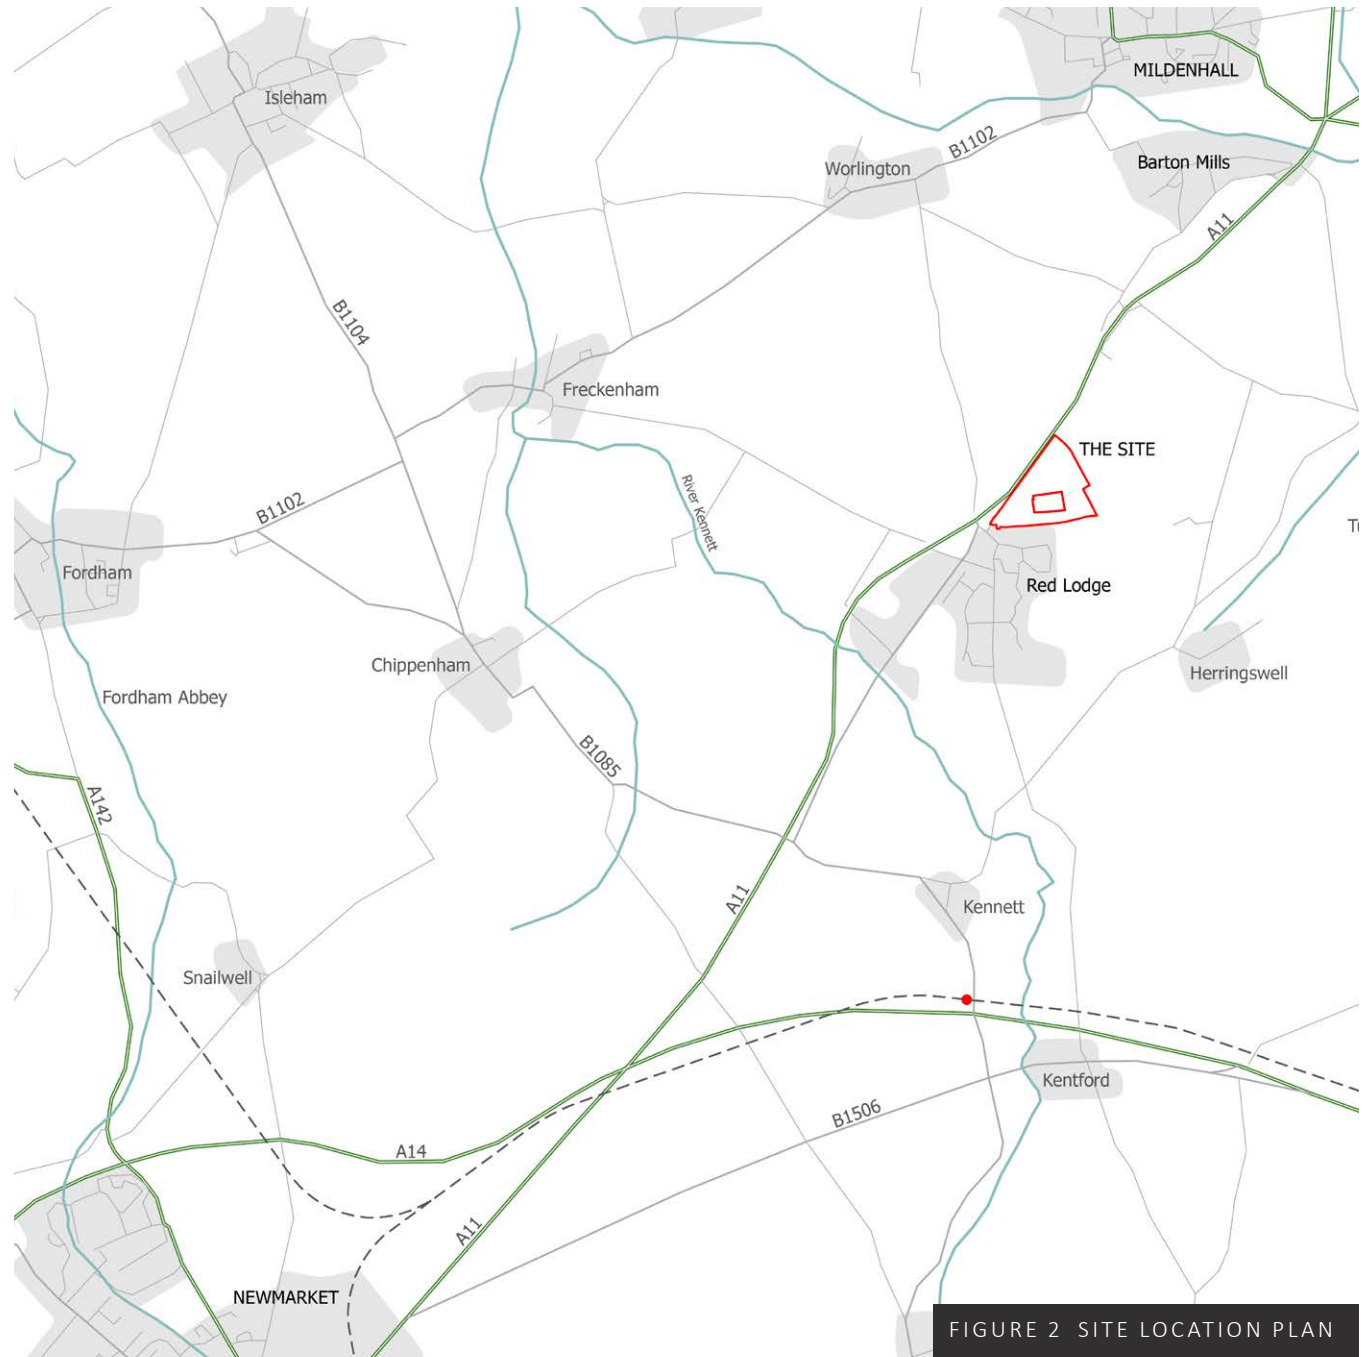 MILDENHALL
Isleham
B1102
Barton Mills
Worlington
A11
B1104
Freckenham
THE SITE
River Kennett
B1102
Fordham
Red Lodge
Chippenham
Herringswell
Fordham Abbey
B1085
A142
A11
Kennett
Snailwell
Kentford
B1506
A14
A11
NEWMARKET
FIGURE 2 SITE LOCATION PLAN